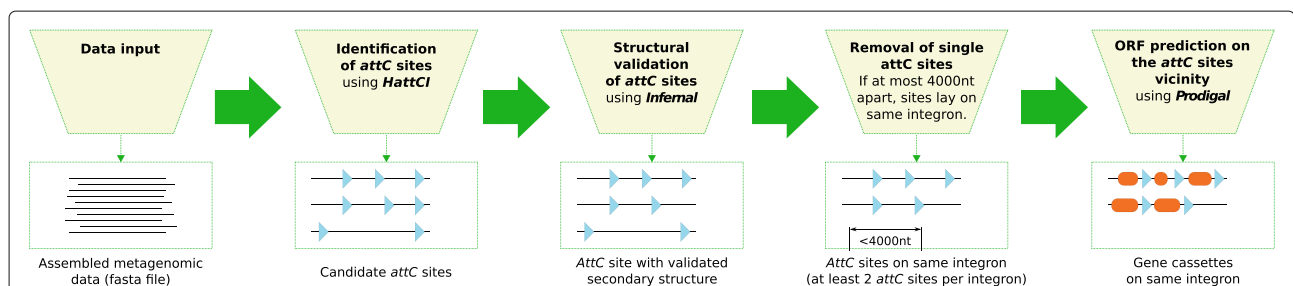 Data input
Identification
of attC sites
using HattCI
Structural
validation
of attC sites
using Infernal
Removal of single
attC sites
If at most 4000nt
apart, sites lay on
same integron.
ORF prediction on
the attC sites
vicinity
using Prodigal
<4000nt
Assembled metagenomic
data (fasta file)
Candidate attC sites
AttC site with validated
secondary structure
AttC sites on same integron
(at least 2 attC sites per integron)
Gene cassettes
on same integron